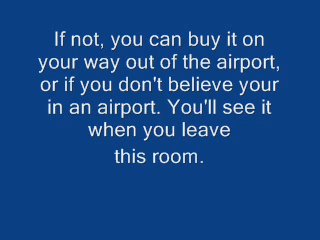 If not, you can buy it on
your way out of the airport,
or if you don't believe your
in an airport. You'll see it
when you leave
this room.